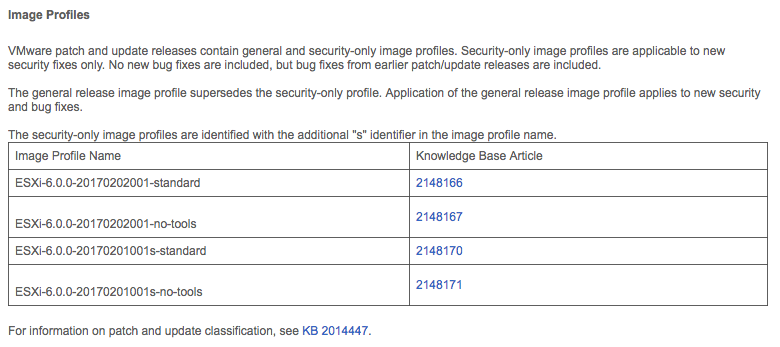 Image Profiles
VMware patch and update releases contain general and security-only image profiles. Security-only image profiles are applicable to new
security fixes only. No new bug fixes are included, but bug fixes from earlier patch/update releases are included.
The general release image profile supersedes the security-only profile. Application of the general release image profile applies to new security
and bug fixes.
The security-only image profiles are identified with the additional "s" identifier in the image profile name.
Image Profile Name Knowledge Base Article
ESXi-6.0.0-20170202001-standard 2148166
ESXi-6.0.0-20170202001-no-tools 2148167
ESXi-6.0.0-20170201001s-standard 2148170
ESXi-6.0.0-20170201001s-no-tools 2148171
For information on patch and update classification, see KB 2014447.